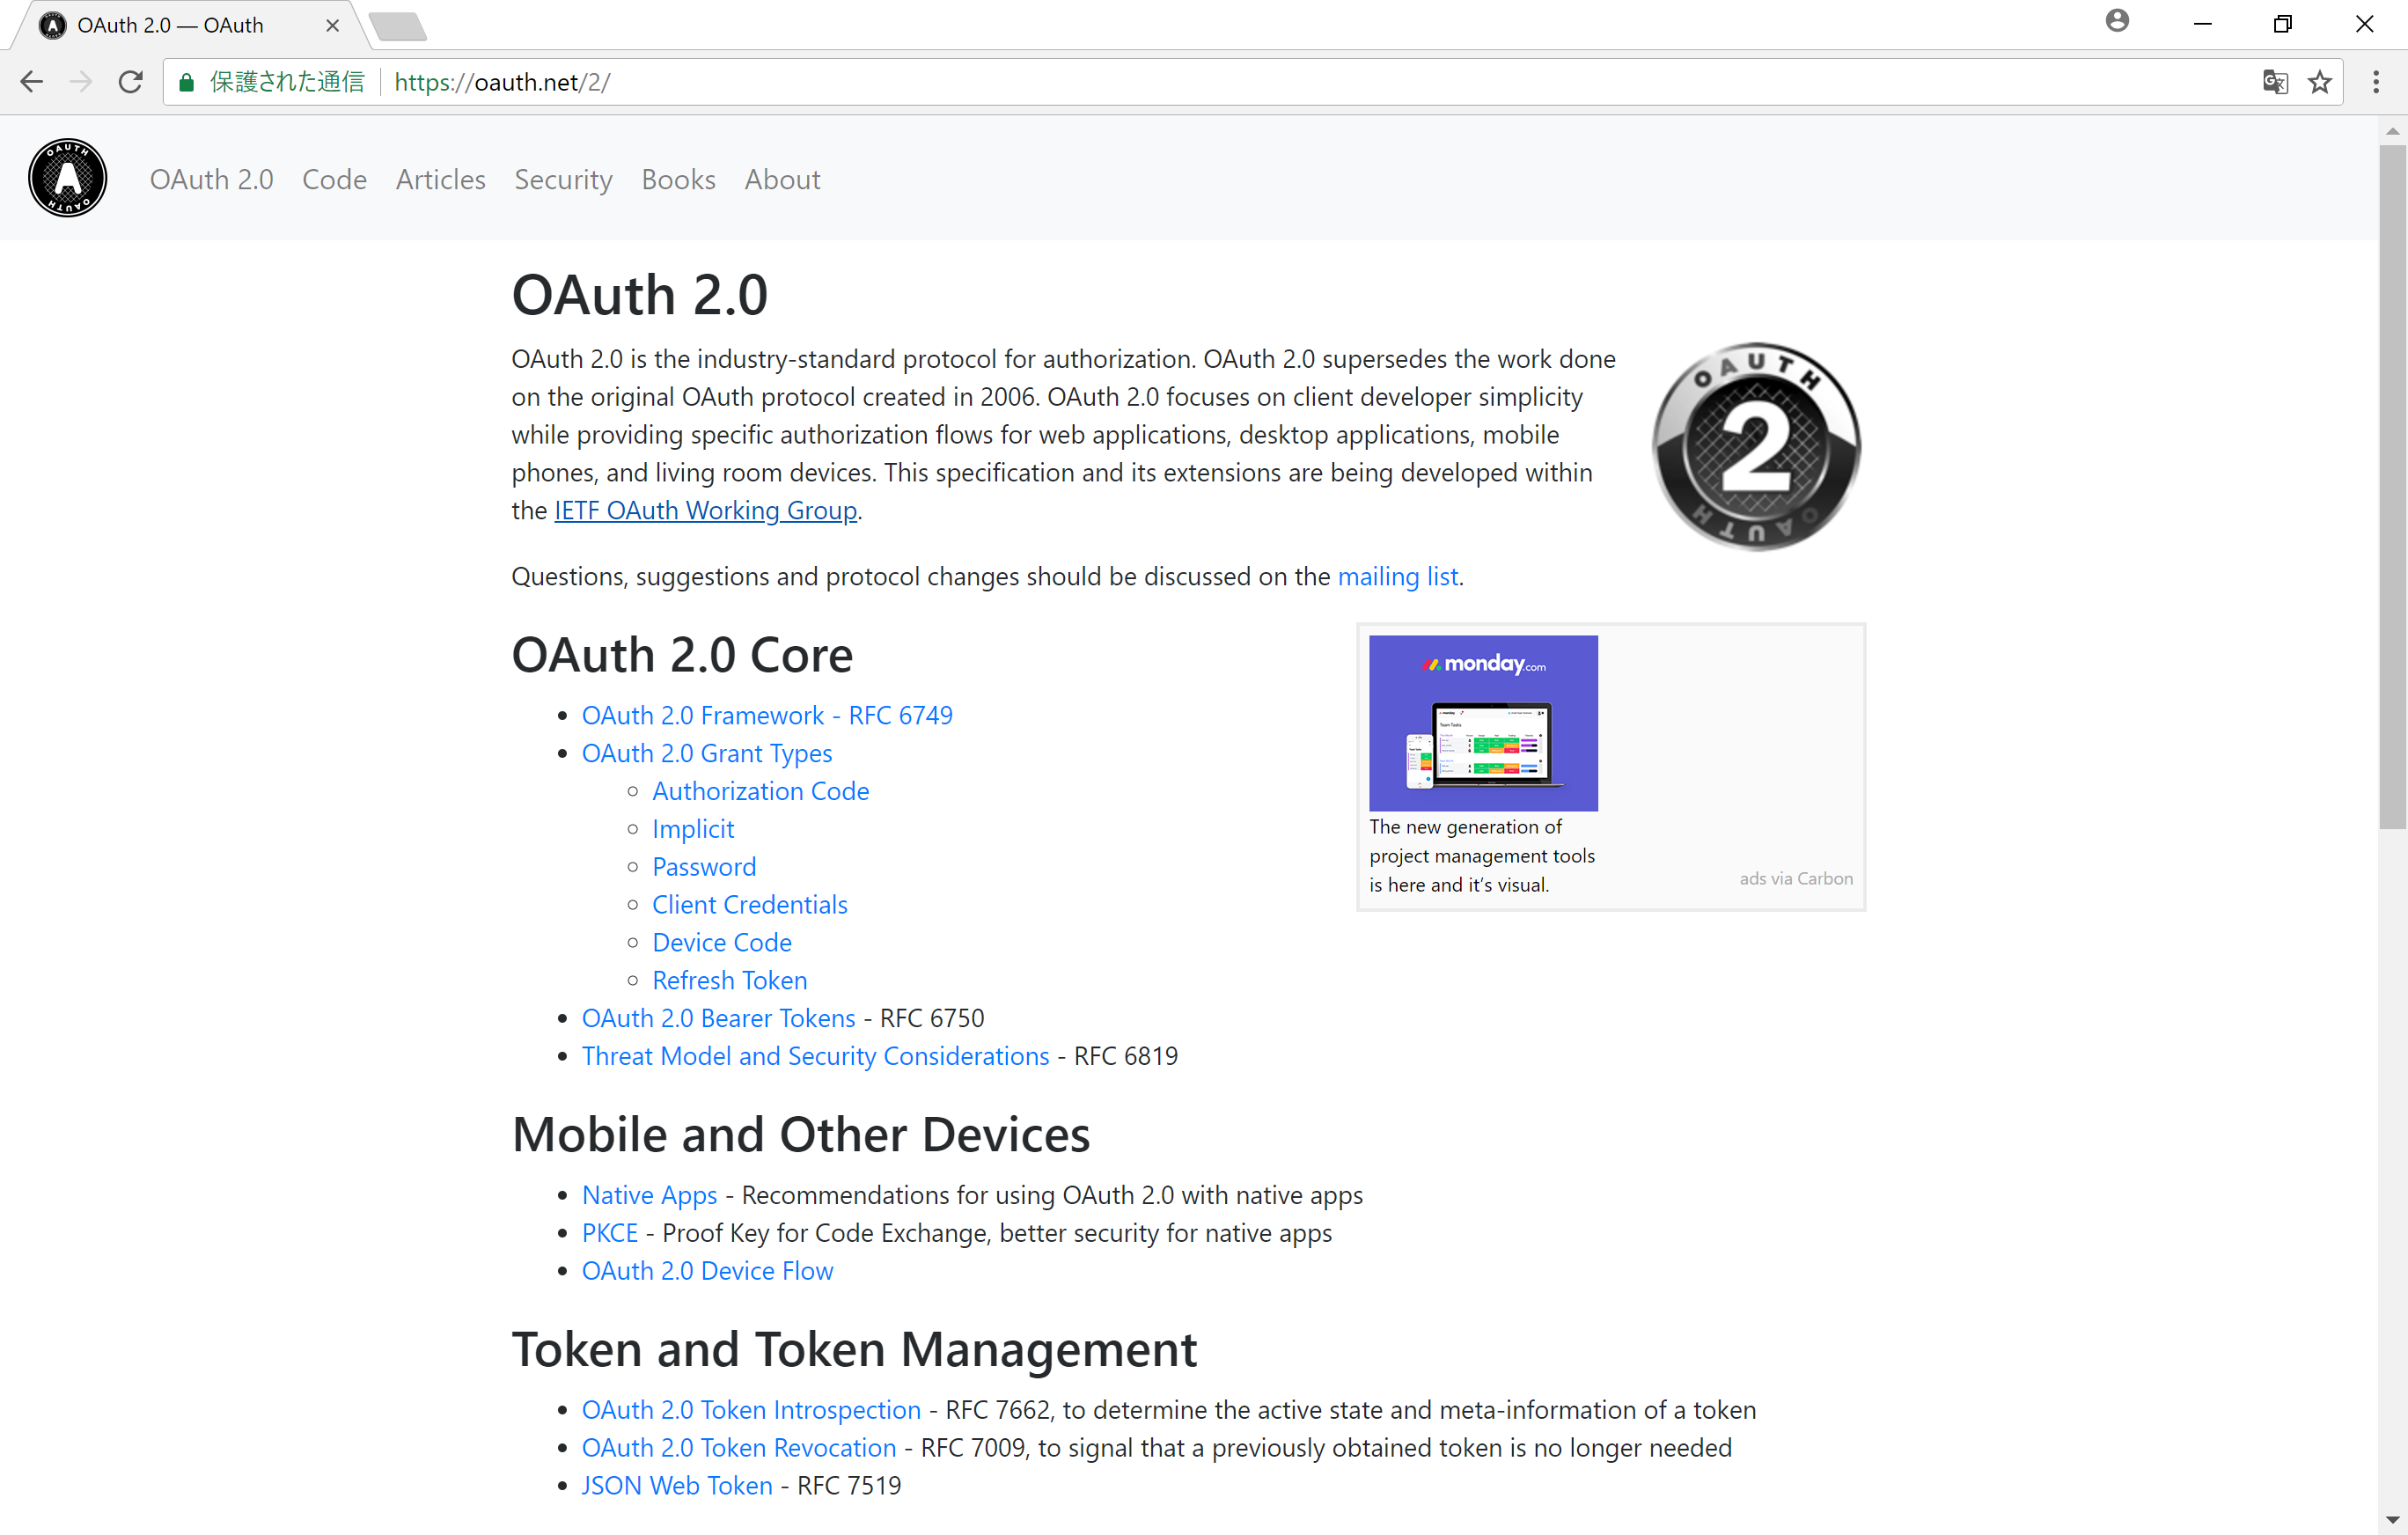 OAuth 2.0 — OAuth
保護された通信 https://oauth.net/2/
OAUTH
A
OAUTH
OAuth 2.0 Code Articles Security Books About
OAuth 2.0
OAuth 2.0 is the industry-standard protocol for authorization. OAuth 2.0 supersedes the work done
on the original OAuth protocol created in 2006. OAuth 2.0 focuses on client developer simplicity
while providing specific authorization flows for web applications, desktop applications, mobile
phones, and living room devices. This specification and its extensions are being developed within
the IETF OAuth Working Group.
OAUTH
2
OAUTH
Questions, suggestions and protocol changes should be discussed on the mailing list.
OAuth 2.0 Core
• OAuth 2.0 Framework - RFC 6749
• OAuth 2.0 Grant Types
◦ Authorization Code
◦ Implicit
◦ Password
◦ Client Credentials
◦ Device Code
◦ Refresh Token
• OAuth 2.0 Bearer Tokens - RFC 6750
• Threat Model and Security Considerations - RFC 6819
monday.com
Team Tasks
The new generation of
project management tools
is here and it’s visual.
ads via Carbon
Mobile and Other Devices
• Native Apps - Recommendations for using OAuth 2.0 with native apps
• PKCE - Proof Key for Code Exchange, better security for native apps
• OAuth 2.0 Device Flow
Token and Token Management
• OAuth 2.0 Token Introspection - RFC 7662, to determine the active state and meta-information of a token
• OAuth 2.0 Token Revocation - RFC 7009, to signal that a previously obtained token is no longer needed
• JSON Web Token - RFC 7519